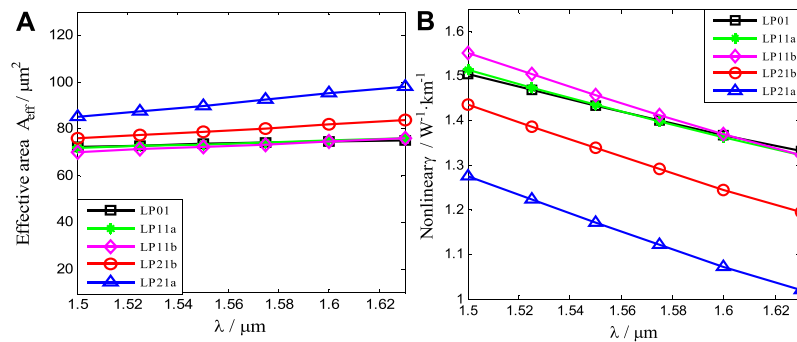 A
120
100
80
60
40
20
1.5 1.52 1.54 1.56 1.58 1.6 1.62
Effective area A_eff / μm²
λ / μm
LP01
LP11a
LP11b
LP21b
LP21a
B
1.6
1.5
1.4
1.3
1.2
1.1
1
1.5 1.52 1.54 1.56 1.58 1.6 1.62
Nonlinearγ / W⁻¹·km⁻¹
λ / μm
LP01
LP11a
LP11b
LP21b
LP21a